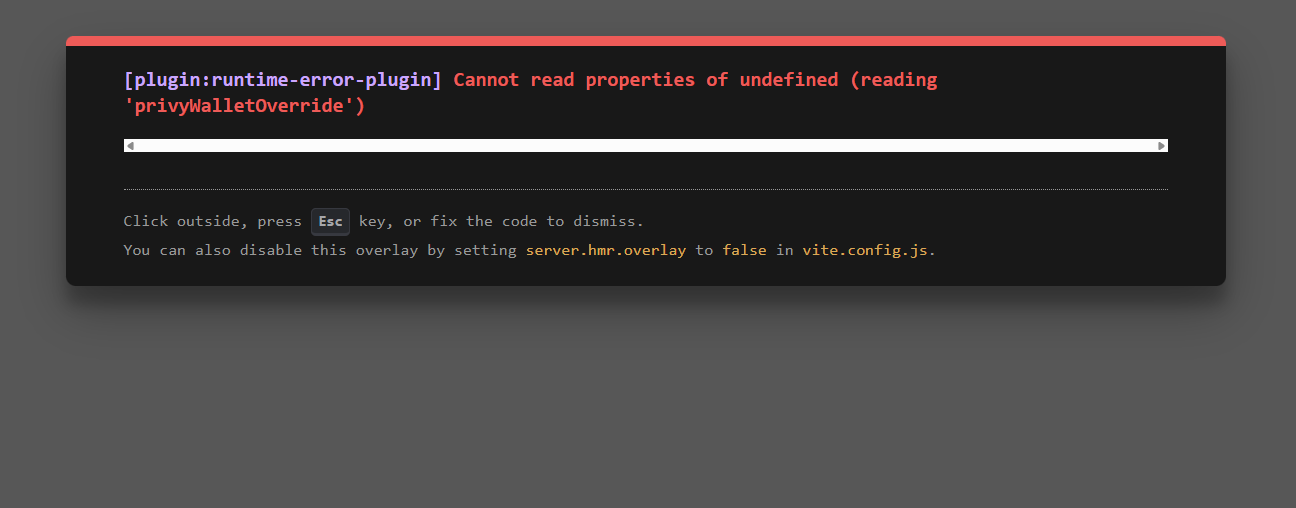 [plugin:runtime-error-plugin] Cannot read properties of undefined (reading
'privyWalletOverride')
Click outside, press Esc key, or fix the code to dismiss.
You can also disable this overlay by setting server.hmr.overlay to false in vite.config.js.